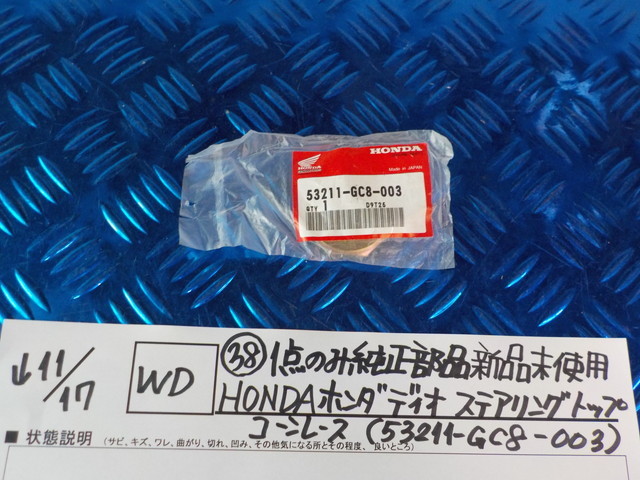 HONDA
Made in JAPAN
53211-GC8-003
QTY 1 D9T26
↓11/17
WD
㊳1点のみ純正部品新品未使用
HONDAホンダディオ ステアリングトップ
コーンレース (53211-GC8-003)
■ 状態説明 (サビ、キズ、ワレ、曲がり、切れ、凹み、その他気になる所とその程度、良いところ)